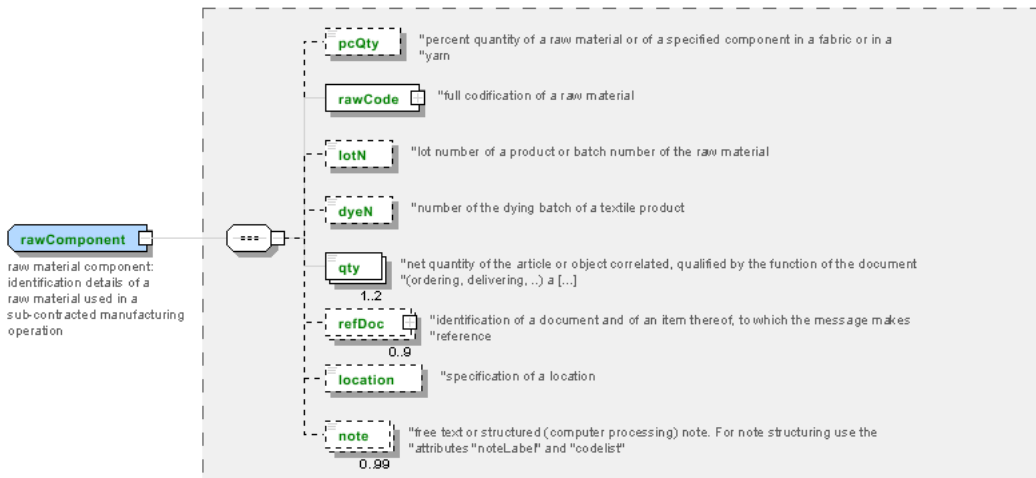 pcQty
"percent quantity of a raw material or of a specified component in a fabric or in a
"yarn
rawCode
"full codification of a raw material
lotN
"lot number of a product or batch number of the raw material
dyeN
"number of the dying batch of a textile product
rawComponent
raw material component:
identification details of a
raw material used in a
sub-contracted manufacturing
operation
qty
"net quantity of the article or object correlated, qualified by the function of the document
"(ordering, delivering, ..) a [...]
1..2
refDoc
"identification of a document and of an item thereof, to which the message makes
"reference
0..9
location
"specification of a location
note
"free text or structured (computer processing) note. For note structuring use the
"attributes "noteLabel" and "codelist"
0..99